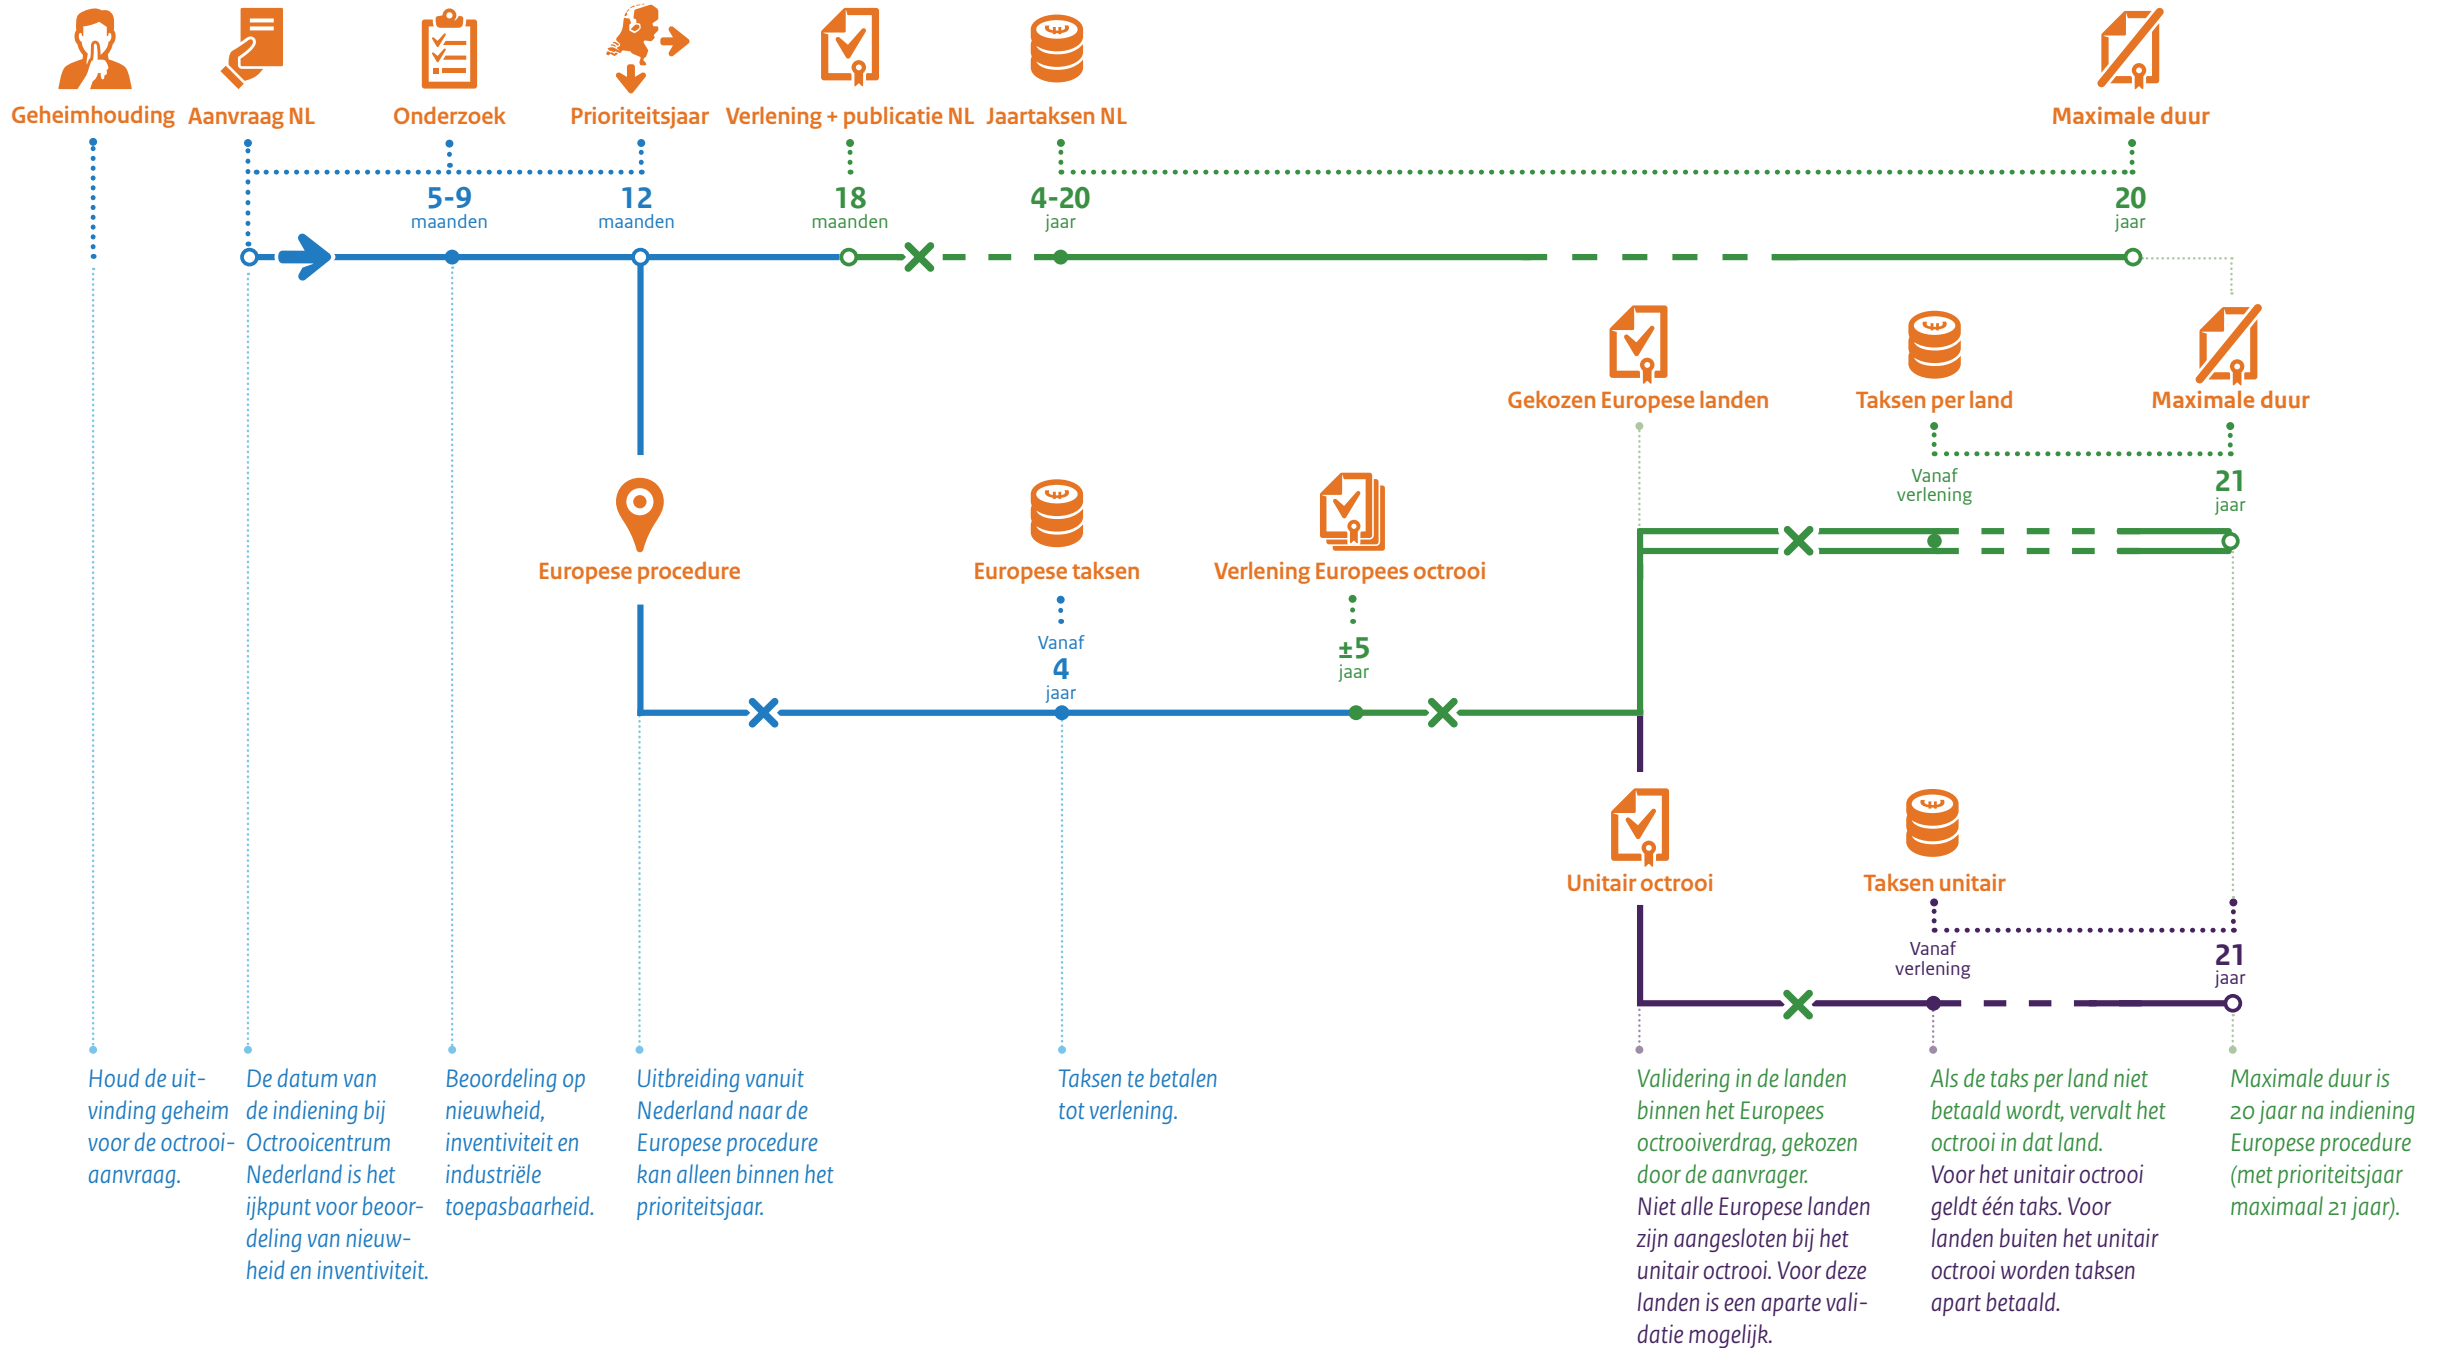 Geheimhouding
Aanvraag NL
Onderzoek
Prioriteitsjaar
Verlening + publicatie NL
Jaartaksen NL
Maximale duur
5-9
maanden
12
maanden
18
maanden
4-20
jaar
20
jaar
Gekozen Europese landen
Taksen per land
Maximale duur
Vanaf
verlening
21
jaar
Europese procedure
Europese taksen
Verlening Europees octrooi
Vanaf
4
jaar
±5
jaar
Unitair octrooi
Taksen unitair
Vanaf
verlening
21
jaar
Houd de uit-
vinding geheim
voor de octrooi-
aanvraag.
De datum van
de indiening bij
Octrooicentrum
Nederland is het
ijkpunt voor beoor-
deling van nieuw-
heid en inventiviteit.
Beoordeling op
nieuwheid,
inventiviteit en
industriële
toepasbaarheid.
Uitbreiding vanuit
Nederland naar de
Europese procedure
kan alleen binnen het
prioriteitsjaar.
Taksen te betalen
tot verlening.
Validering in de landen
binnen het Europees
octrooiverdrag, gekozen
door de aanvrager.
Niet alle Europese landen
zijn aangesloten bij het
unitair octrooi. Voor deze
landen is een aparte vali-
datie mogelijk.
Als de taks per land niet
betaald wordt, vervalt het
octrooi in dat land.
Voor het unitair octrooi
geldt één taks. Voor
landen buiten het unitair
octrooi worden taksen
apart betaald.
Maximale duur is
20 jaar na indiening
Europese procedure
(met prioriteitsjaar
maximaal 21 jaar).